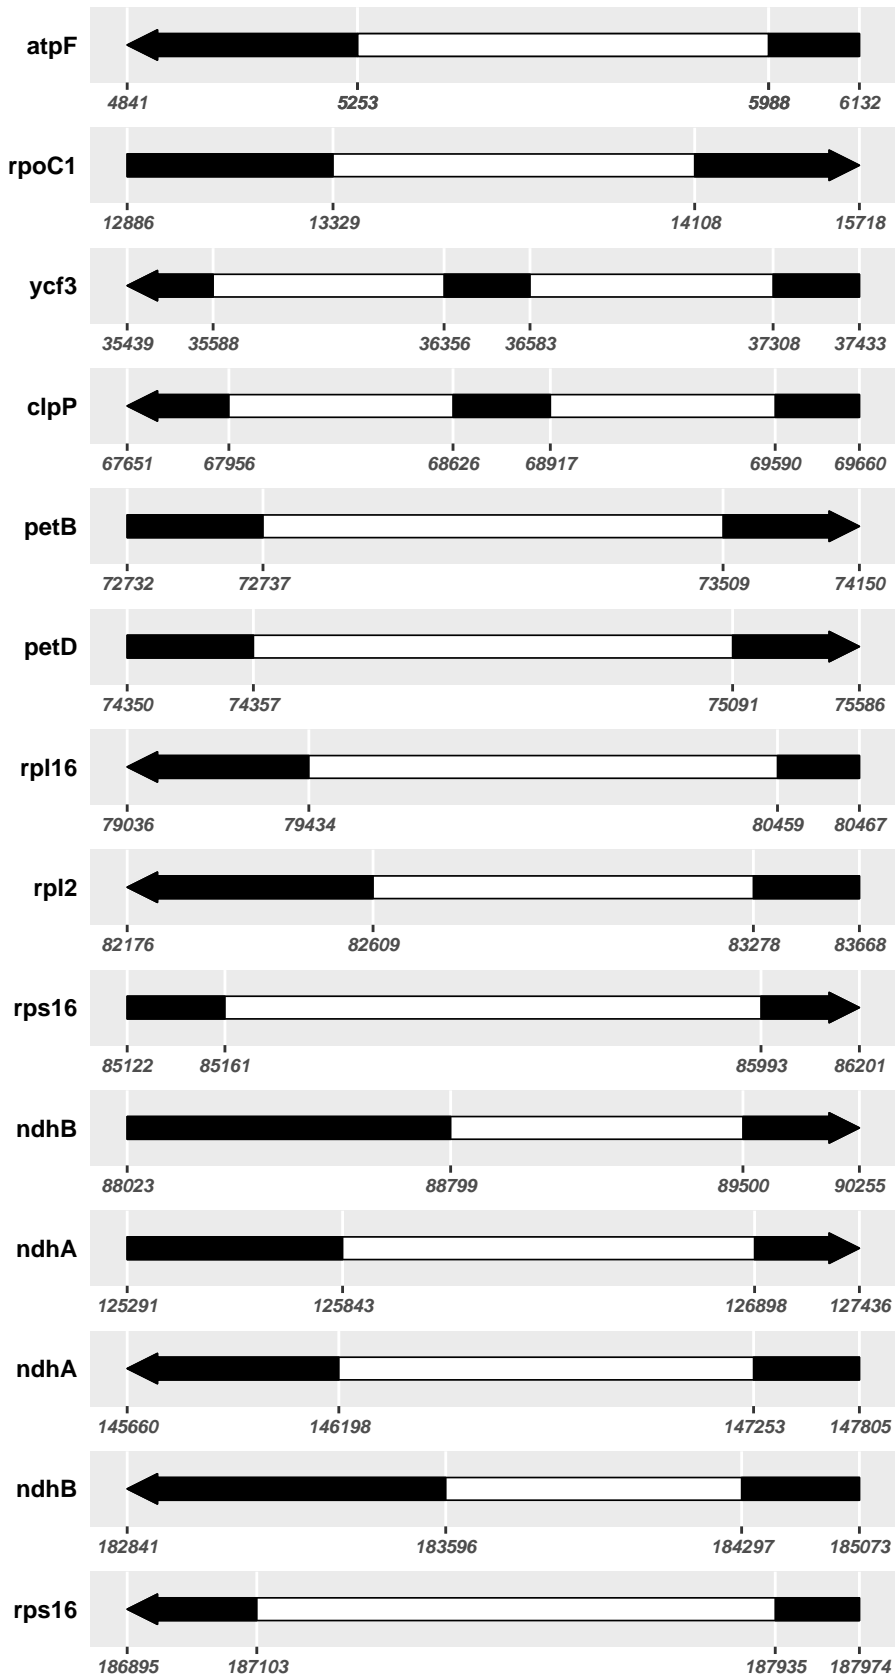 atpF
4841 5253 5988 6132
rpoC1
12886 13329 14108 15718
ycf3
35439 35588 36356 36583 37308 37433
clpP
67651 67956 68626 68917 69590 69660
petB
72732 72737 73509 74150
petD
74350 74357 75091 75586
rpl16
79036 79434 80459 80467
rpl2
82176 82609 83278 83668
rps16
85122 85161 85993 86201
ndhB
88023 88799 89500 90255
ndhA
125291 125843 126898 127436
ndhA
145660 146198 147253 147805
ndhB
182841 183596 184297 185073
rps16
186895 187103 187935 187974